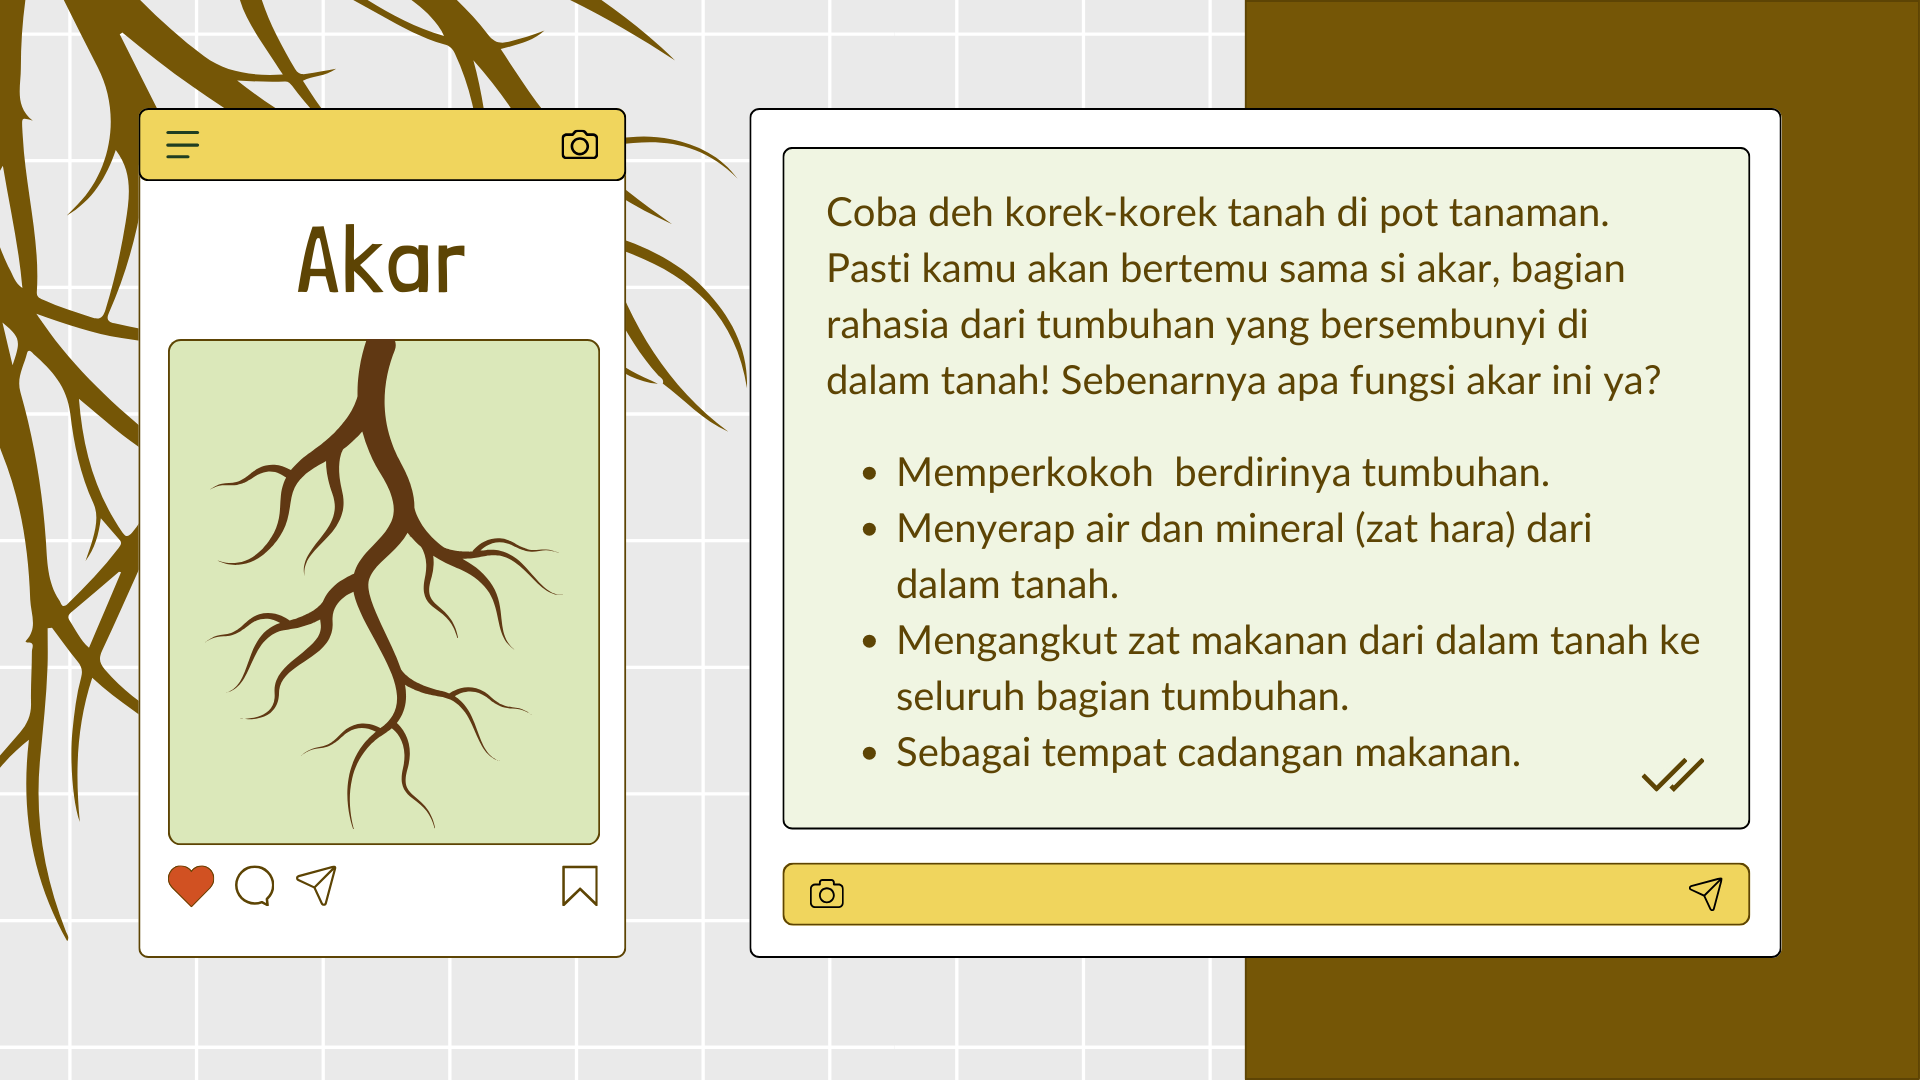 Akar
Coba deh korek-korek tanah di pot tanaman.
Pasti kamu akan bertemu sama si akar, bagian
rahasia dari tumbuhan yang bersembunyi di
dalam tanah! Sebenarnya apa fungsi akar ini ya?
• Memperkokoh  berdirinya tumbuhan.
• Menyerap air dan mineral (zat hara) dari
dalam tanah.
• Mengangkut zat makanan dari dalam tanah ke
seluruh bagian tumbuhan.
• Sebagai tempat cadangan makanan.